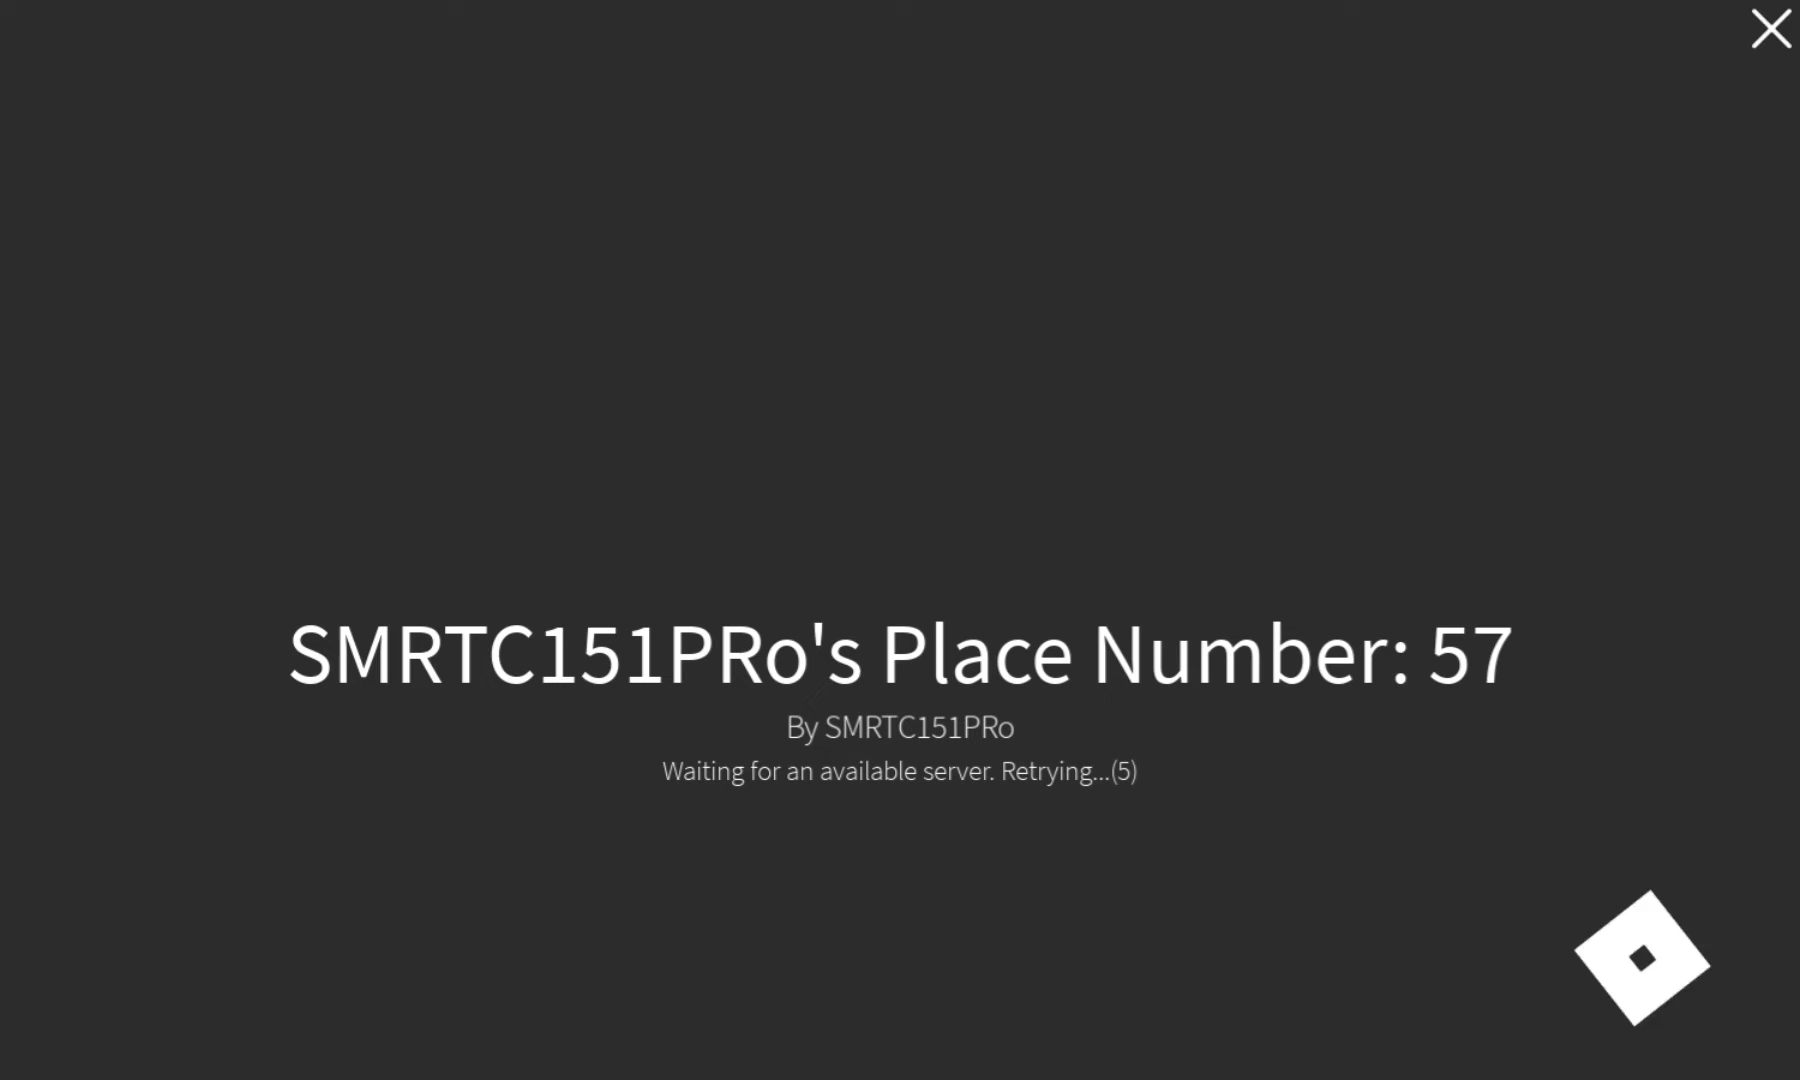 SMRTC151PRo's Place Number: 57
By SMRTC151PRo
Waiting for an available server. Retrying...(5)